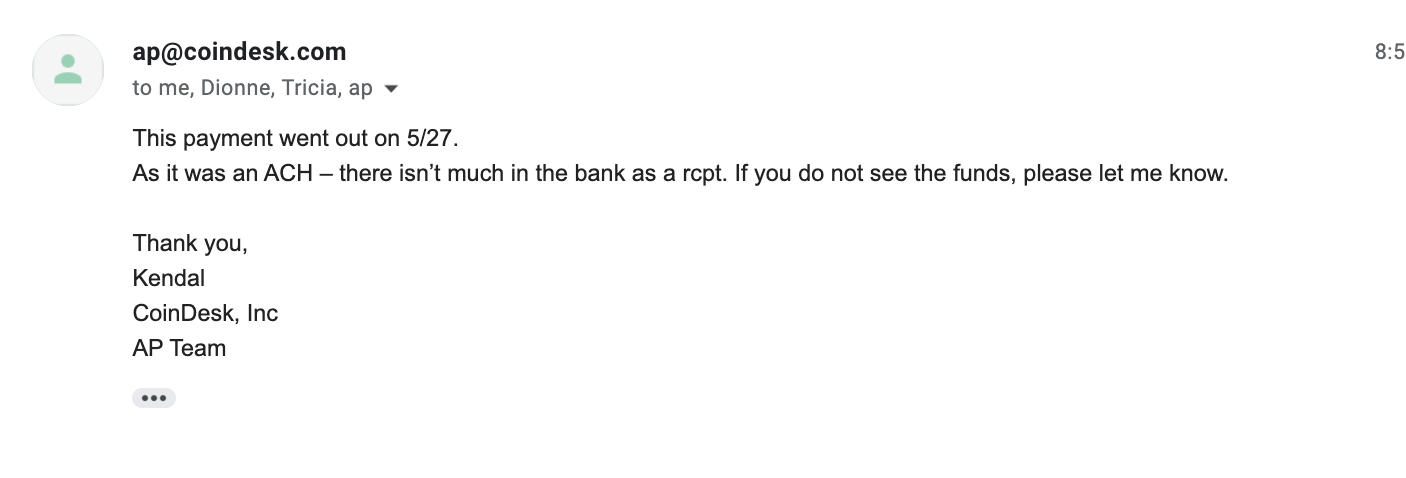 ap@coindesk.com
8:5
to me, Dionne, Tricia, ap
This payment went out on 5/27.
As it was an ACH – there isn’t much in the bank as a rcpt. If you do not see the funds, please let me know.
Thank you,
Kendal
CoinDesk, Inc
AP Team